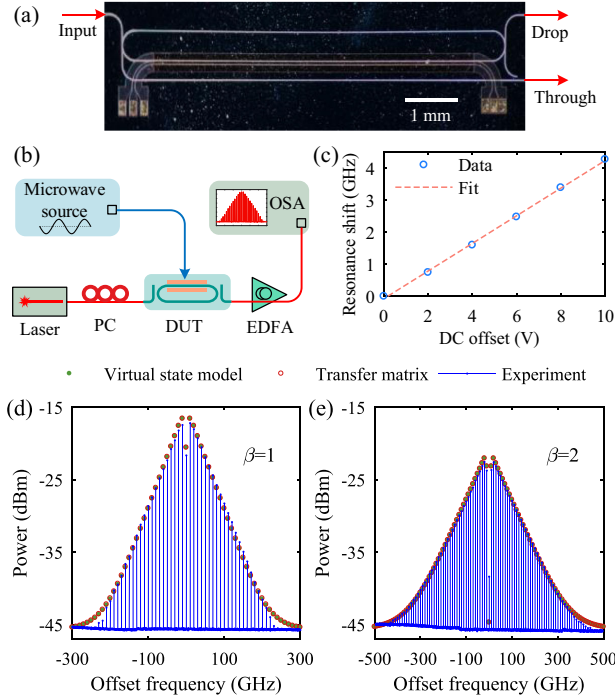 (a)
Input
Drop
Through
1 mm
(b)
Microwave
source
OSA
Laser
PC
DUT
EDFA
(c)
Resonance shift (GHz)
4
3
2
1
0
Data
Fit
0 2 4 6 8 10
DC offset (V)
Virtual state model Transfer matrix Experiment
(d)
Power (dBm)
-15
-25
-35
-45
β=1
-300 -100 100 300
Offset frequency (GHz)
(e)
Power (dBm)
-15
-25
-35
-45
β=2
-500 -300 -100 100 300 500
Offset frequency (GHz)